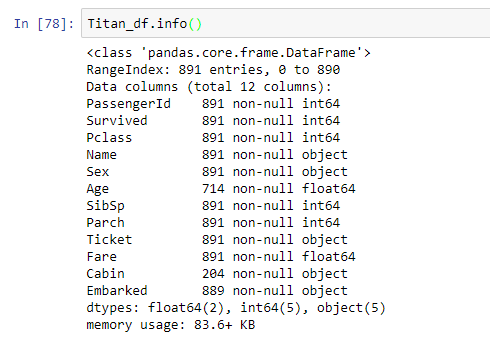 In [78]: Titan_df.info()
<class 'pandas.core.frame.DataFrame'>
RangeIndex: 891 entries, 0 to 890
Data columns (total 12 columns):
PassengerId    891 non-null int64
Survived       891 non-null int64
Pclass         891 non-null int64
Name           891 non-null object
Sex            891 non-null object
Age            714 non-null float64
SibSp          891 non-null int64
Parch          891 non-null int64
Ticket         891 non-null object
Fare           891 non-null float64
Cabin          204 non-null object
Embarked       889 non-null object
dtypes: float64(2), int64(5), object(5)
memory usage: 83.6+ KB